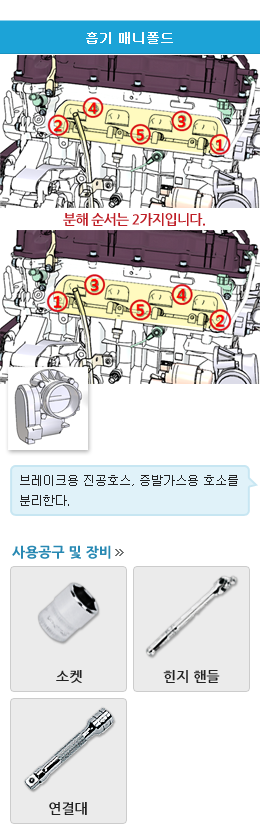 흡기 매니폴드
④ ③
② ⑤ ①
분해 순서는 2가지입니다.
③ ④
① ⑤ ②
브레이크용 진공호스, 증발가스용 호소를
분리한다.
사용공구 및 장비 »
소켓 힌지 핸들
연결대